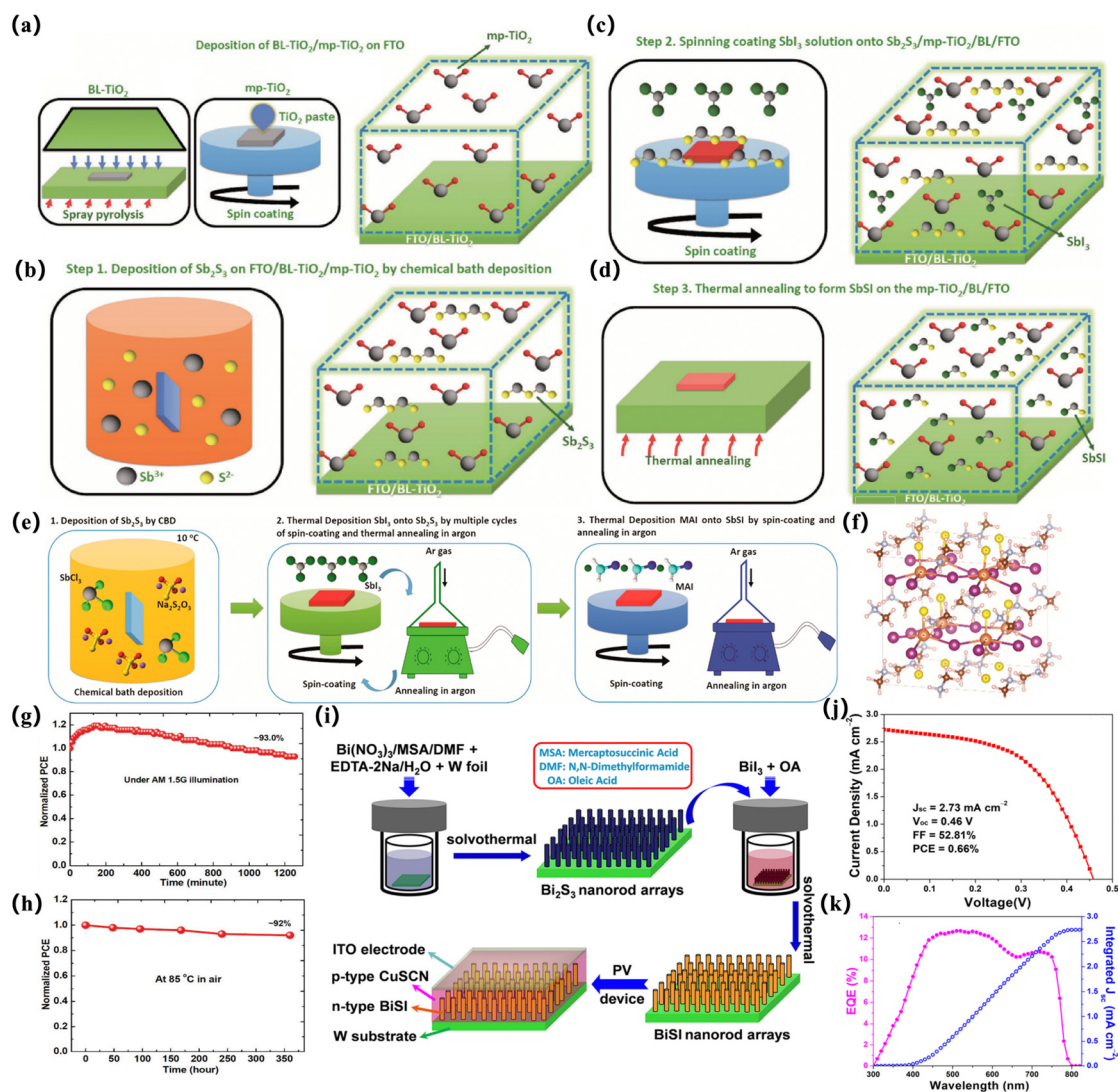 (a)
Deposition of BL-TiO₂/mp-TiO₂ on FTO
mp-TiO₂
BL-TiO₂
mp-TiO₂
TiO₂ paste
Spray pyrolysis
Spin coating
FTO/BL-TiO₂
(c)
Step 2. Spinning coating SbI₃ solution onto Sb₂S₃/mp-TiO₂/BL/FTO
Spin coating
SbI₃
FTO/BL-TiO₂
(b)
Step 1. Deposition of Sb₂S₃ on FTO/BL-TiO₂/mp-TiO₂ by chemical bath deposition
Sb³⁺
S²⁻
Sb₂S₃
FTO/BL-TiO₂
(d)
Step 3. Thermal annealing to form SbSI on the mp-TiO₂/BL/FTO
Thermal annealing
SbSI
FTO/BL-TiO₂
(e)
1. Deposition of Sb₂S₃ by CBD
10 °C
SbCl₃
Na₂S₂O₃
Chemical bath deposition
2. Thermal Deposition SbI₃ onto Sb₂S₃ by multiple cycles
of spin-coating and thermal annealing in argon
Ar gas
SbI₃
Spin-coating
Annealing in argon
3. Thermal Deposition MAI onto SbSI by spin-coating and
annealing in argon
Ar gas
MAI
Spin-coating
Annealing in argon
(f)
(g)
Normalized PCE
1.2
1.0
0.8
0.6
0.4
0.2
0.0
~93.0%
Under AM 1.5G illumination
0 200 400 600 800 1000 1200
Time (minute)
(h)
Normalized PCE
1.2
1.0
0.8
0.6
0.4
0.2
0.0
~92%
At 85 °C in air
0 50 100 150 200 250 300 350
Time (hour)
(i)
Bi(NO₃)₃/MSA/DMF +
EDTA-2Na/H₂O + W foil
MSA: Mercaptosuccinic Acid
DMF: N,N-Dimethylformamide
OA: Oleic Acid
BiI₃ + OA
solvothermal
Bi₂S₃ nanorod arrays
solvothermal
ITO electrode
p-type CuSCN
n-type BiSI
W substrate
PV
device
BiSI nanorod arrays
(j)
Current Density (mA cm⁻²)
3.0
2.5
2.0
1.5
1.0
0.5
0.0
J_SC = 2.73 mA cm⁻²
V_OC = 0.46 V
FF = 52.81%
PCE = 0.66%
0.0 0.1 0.2 0.3 0.4 0.5
Voltage(V)
(k)
EQE (%)
14
12
10
8
6
4
2
0
3.0
2.5
2.0
1.5
1.0
0.5
0.0
Integrated J_SC (mA cm⁻²)
300 400 500 600 700 800
Wavelength (nm)